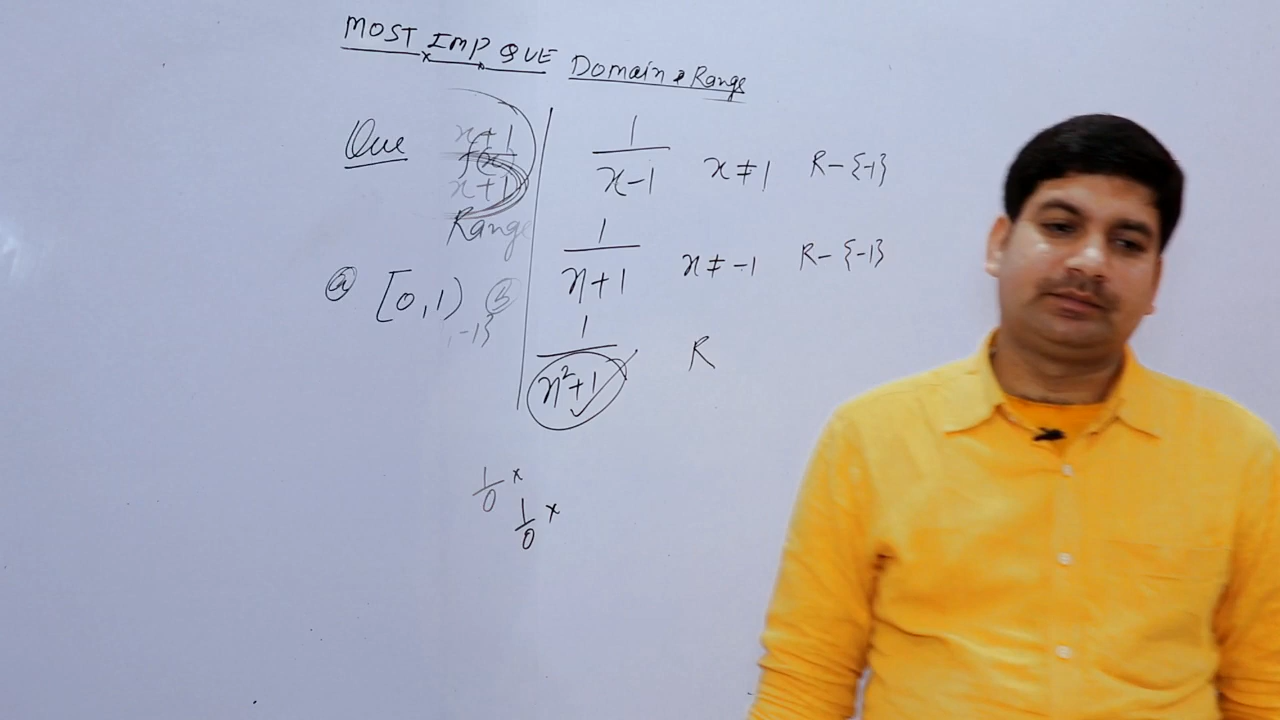 MOST IMP QUE Domain & Range
Que
x+1
x+1
Range
ⓐ [0,1) ⓑ
,-1}
1/(x-1) x≠1 R-{-1}
1/(x+1) x≠-1 R-{-1}
1/(x²+1) R
1/0 ×
1/0 ×